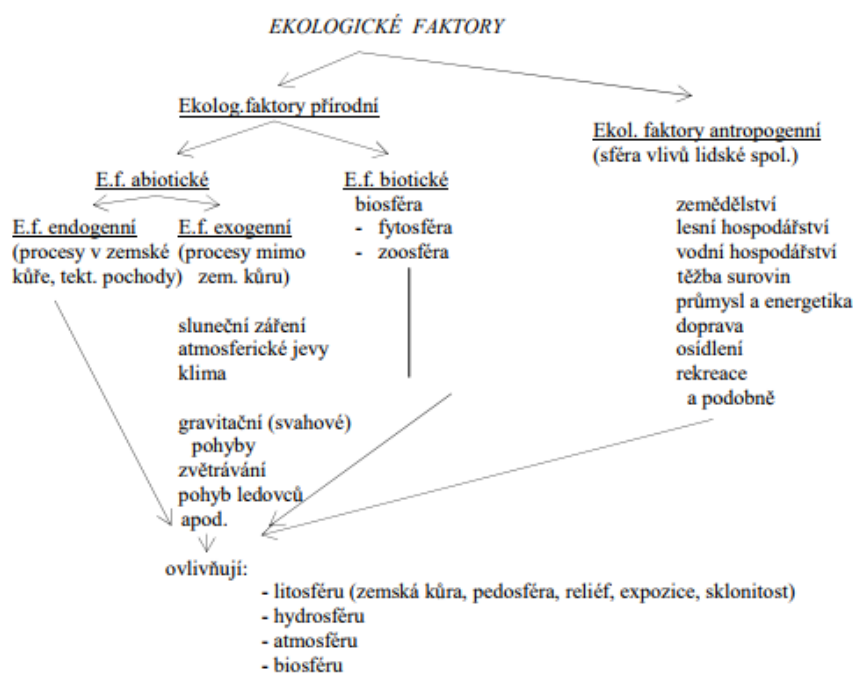 EKOLOGICKÉ FAKTORY
Ekolog.faktory přírodní
Ekol. faktory antropogenní
(sféra vlivů lidské spol.)
E.f. abiotické
E.f. biotické
biosféra
- fytosféra
- zoosféra
E.f. endogenní
(procesy v zemské
kůře, tekt. pochody)
E.f. exogenní
(procesy mimo
zem. kůru)
sluneční záření
atmosferické jevy
klima
gravitační (svahové)
pohyby
zvětrávání
pohyb ledovců
apod.
zemědělství
lesní hospodářství
vodní hospodářství
těžba surovin
průmysl a energetika
doprava
osídlení
rekreace
a podobně
ovlivňují:
- litosféru (zemská kůra, pedosféra, reliéf, expozice, sklonitost)
- hydrosféru
- atmosféru
- biosféru